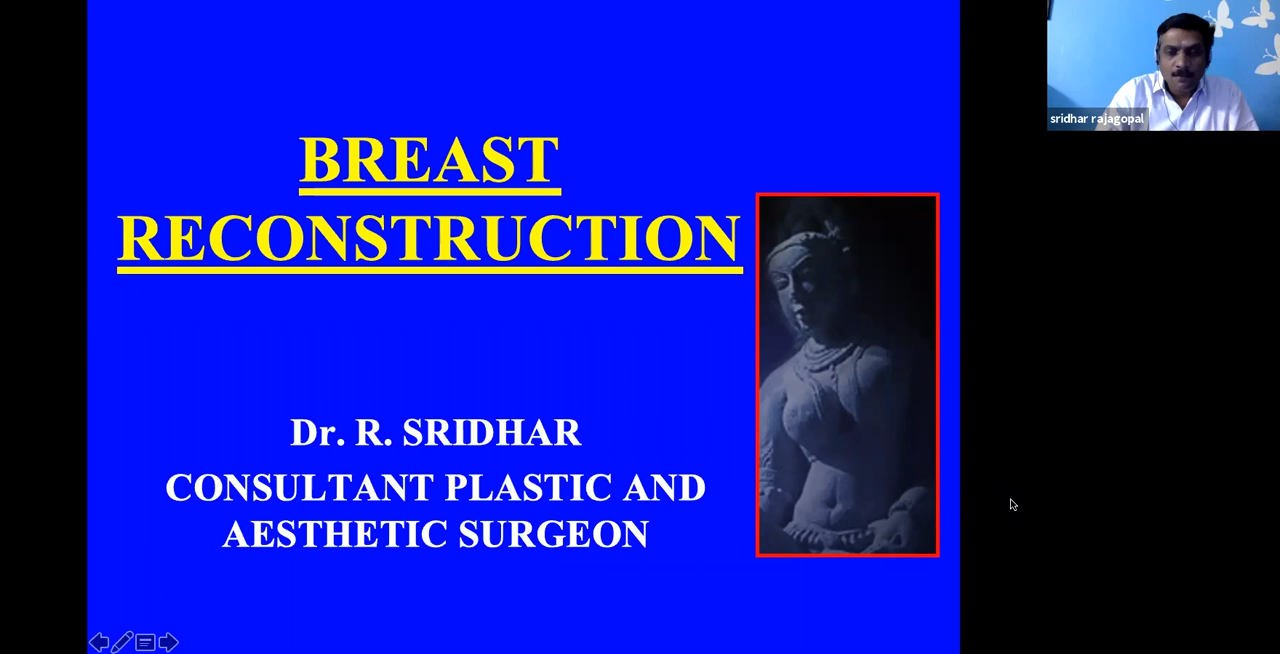 BREAST
RECONSTRUCTION
Dr. R. SRIDHAR
CONSULTANT PLASTIC AND
AESTHETIC SURGEON
sridhar rajagopal